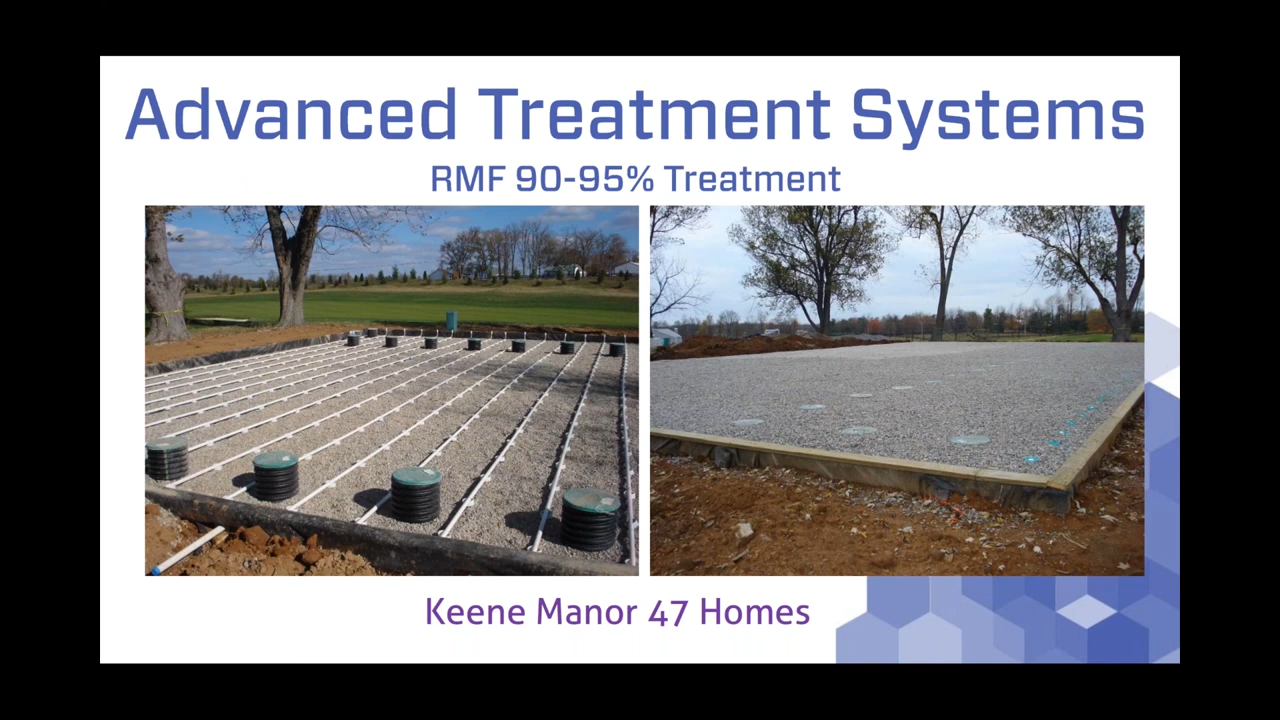 Advanced Treatment Systems
RMF 90-95% Treatment
Keene Manor 47 Homes